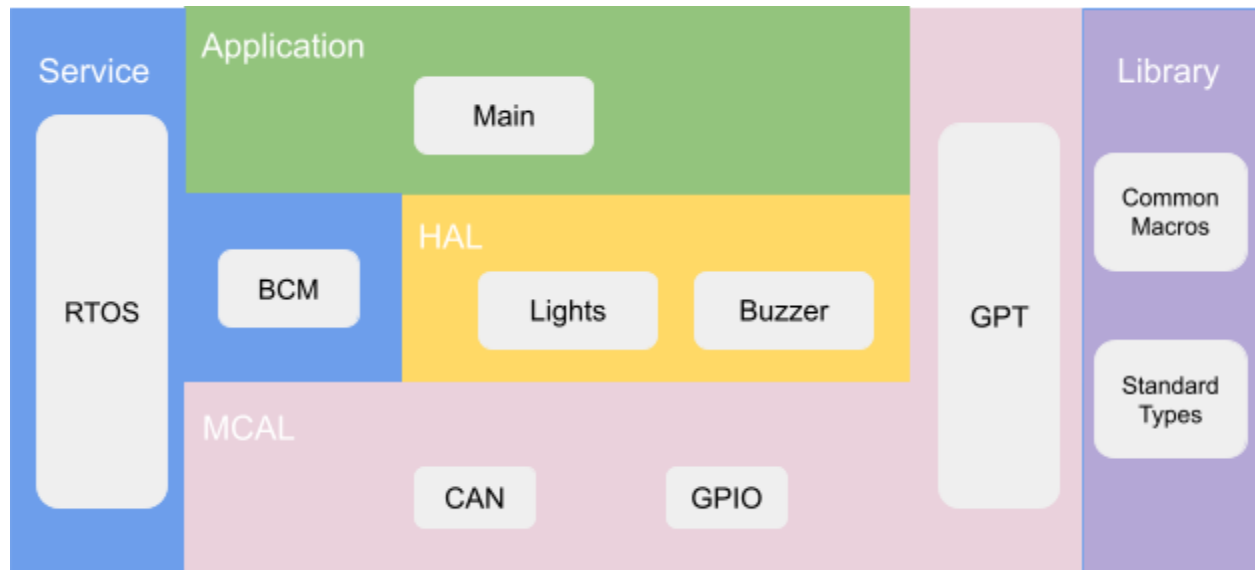 Service
RTOS
Application
Main
BCM
HAL
Lights
Buzzer
MCAL
CAN
GPIO
GPT
Library
Common
Macros
Standard
Types